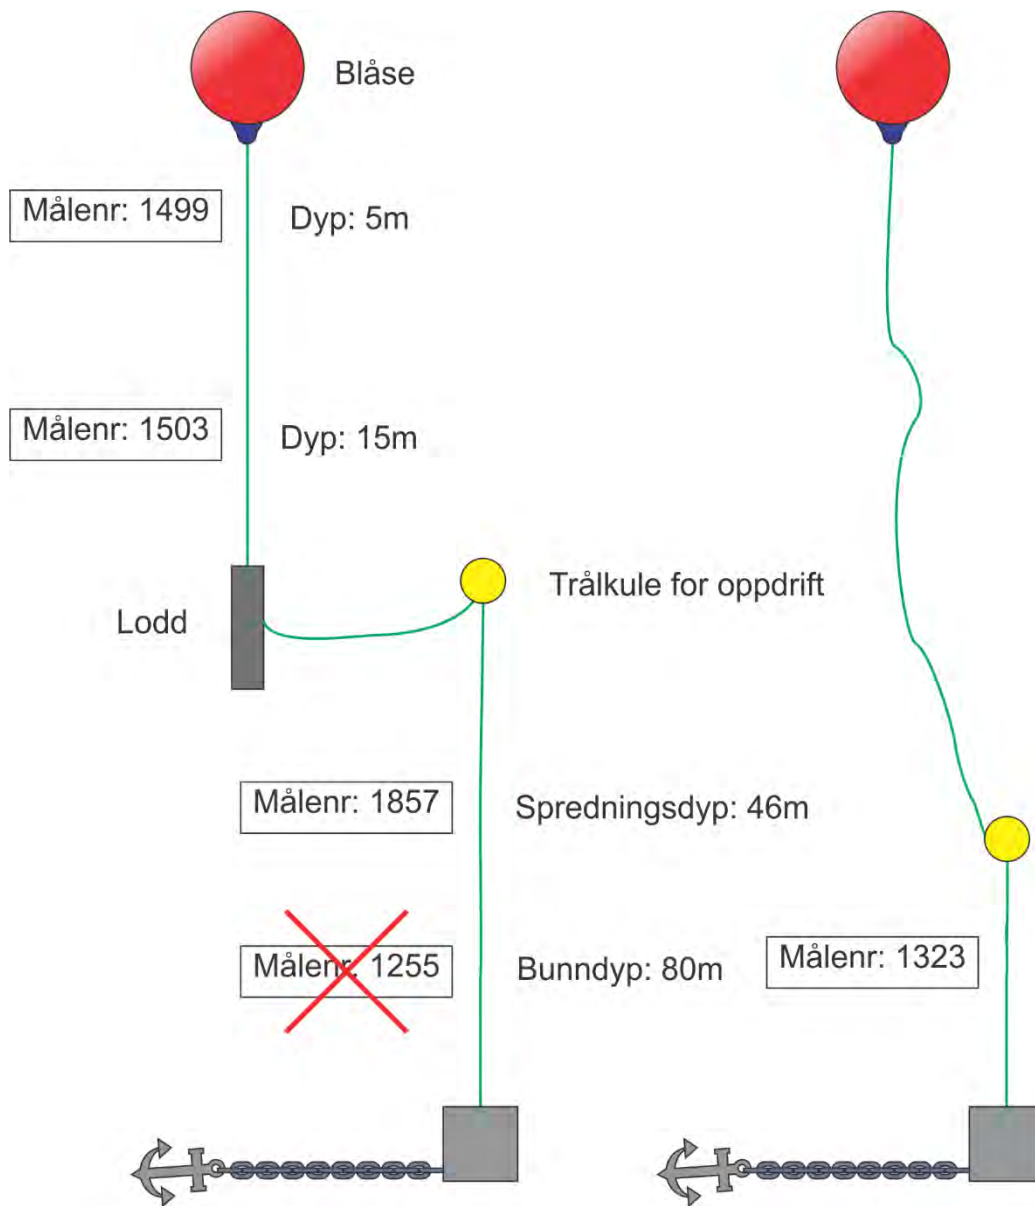 Blåse
Målenr: 1499
Dyp: 5m
Målenr: 1503
Dyp: 15m
Trålkule for oppdrift
Lodd
Målenr: 1857
Spredningsdyp: 46m
Målenr: 1255
Bunndyp: 80m
Målenr: 1323